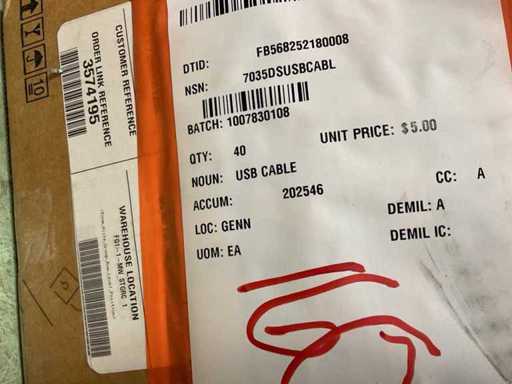 DTID: FB568252180008
NSN: 7035DSUSBCABL
BATCH: 1007830108
UNIT PRICE: $5.00
QTY: 40
NOUN: USB CABLE
ACCUM: 202546
CC: A
LOC: GENN
DEMIL: A
UOM: EA
DEMIL IC:
CUSTOMER REFERENCE
ORDER LINK REFERENCE
3574195
WAREHOUSE LOCATION
10